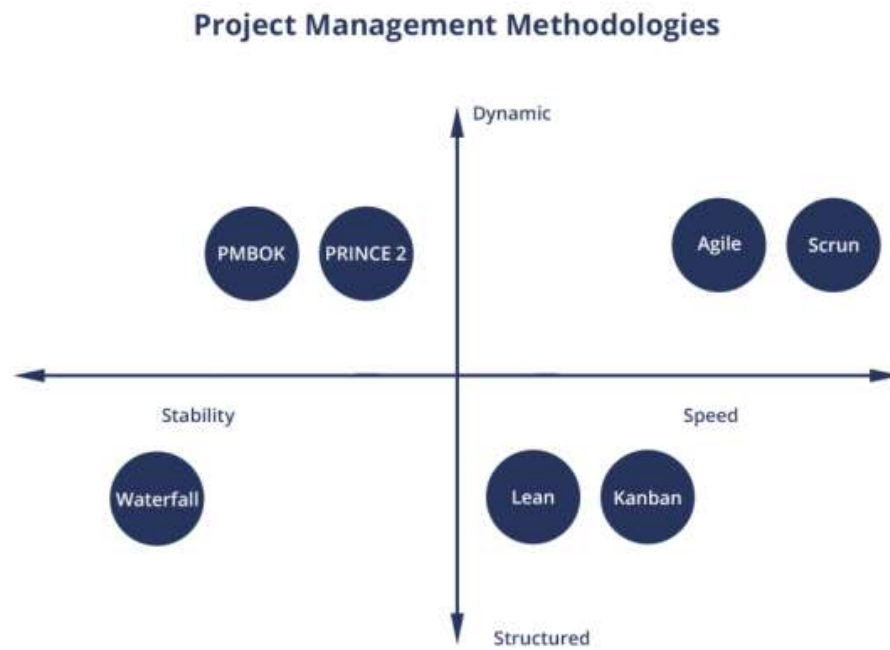 Project Management Methodologies
Dynamic
PMBOK
PRINCE 2
Agile
Scrun
Stability
Speed
Waterfall
Lean
Kanban
Structured